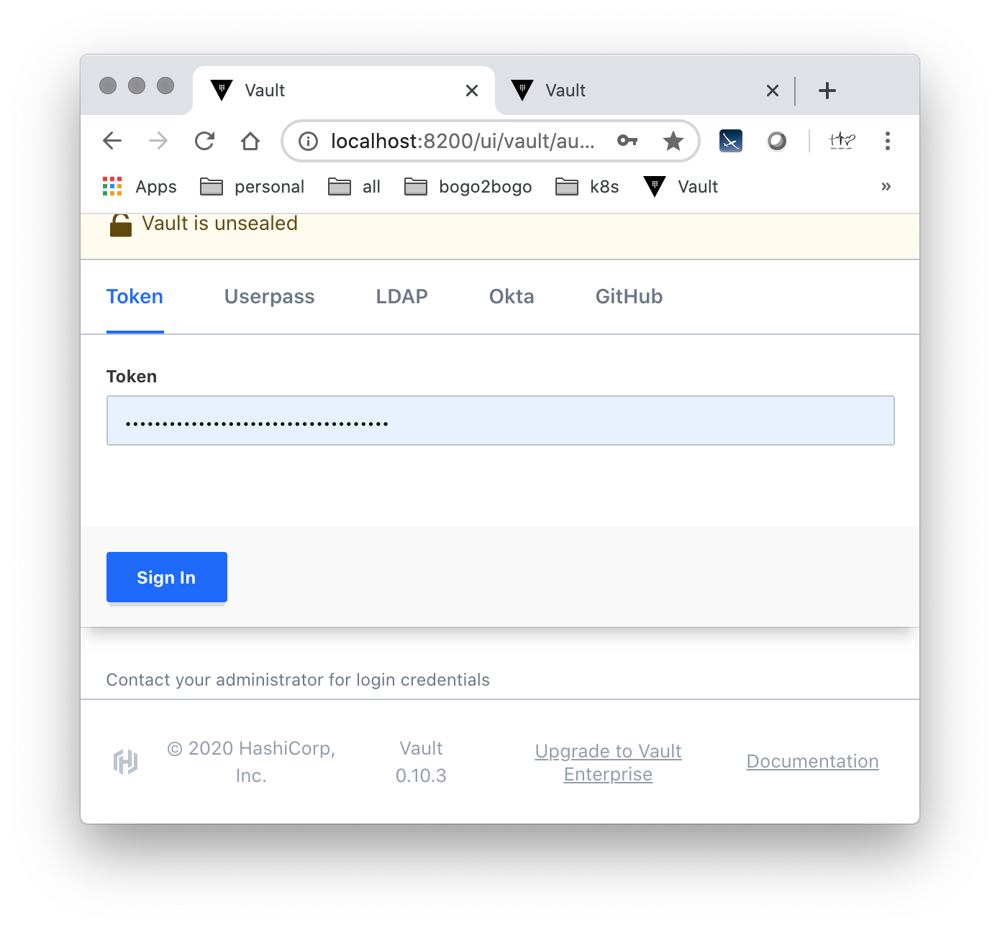 Vault Vault
localhost:8200/ui/vault/au...
Apps personal all bogo2bogo k8s Vault »
Vault is unsealed
Token Userpass LDAP Okta GitHub
Token
••••••••••••••••••••••••••••••••••••
Sign In
Contact your administrator for login credentials
© 2020 HashiCorp,
Inc.
Vault
0.10.3
Upgrade to Vault
Enterprise
Documentation